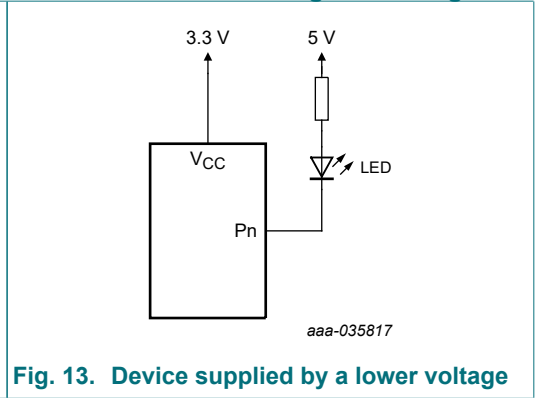 3.3 V
5 V
VCC
LED
Pn
aaa-035817
Fig. 13. Device supplied by a lower voltage